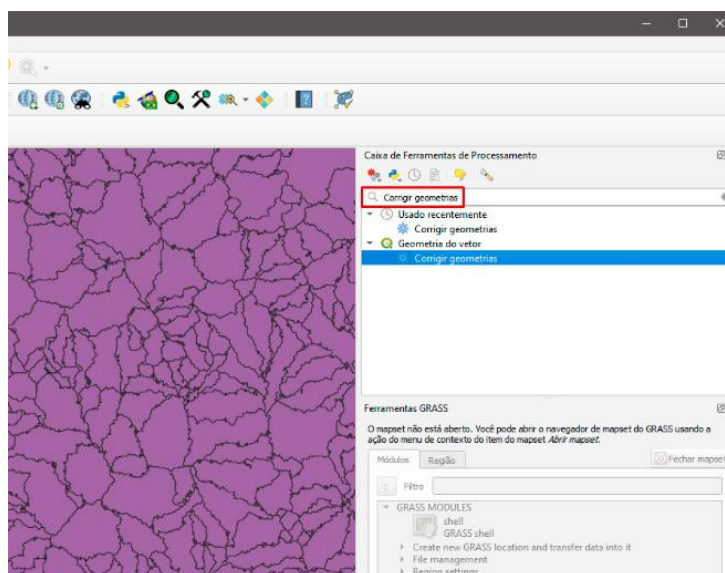 Caixa de Ferramentas de Processamento
Corrigir geometrias
Usado recentemente
Corrigir geometrias
Geometria do vetor
Corrigir geometrias
Ferramentas GRASS
O mapset não está aberto. Você pode abrir o navegador de mapset do GRASS usando a
ação do menu de contexto do item do mapset Abrir mapset.
Módulos Região Fechar mapset
Filtro
GRASS MODULES
shell
GRASS shell
Create new GRASS location and transfer data into it
File management
Region settings